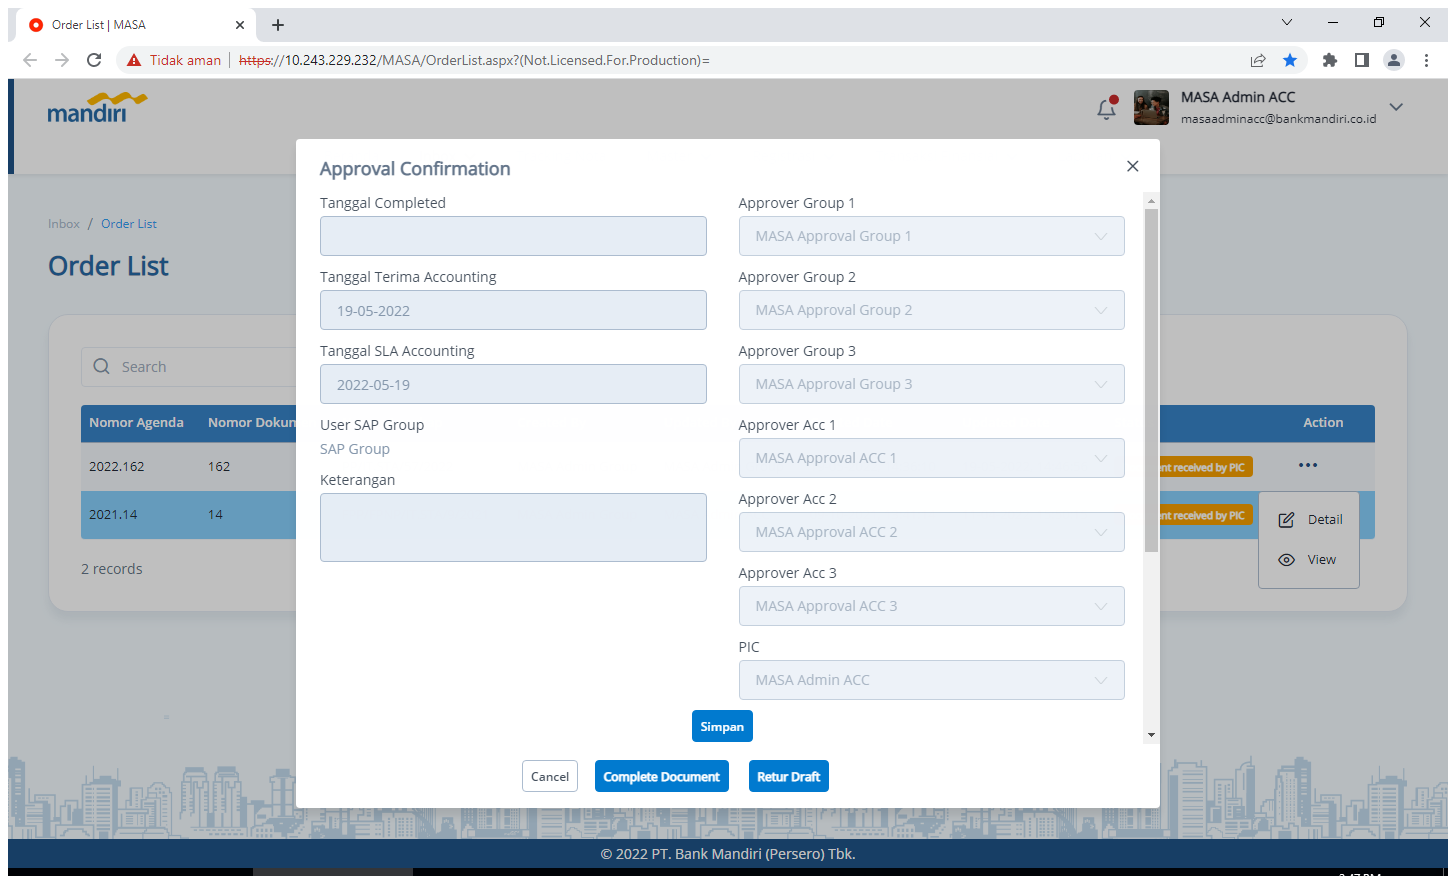 Order List | MASA
Tidak aman
https://10.243.229.232/MASA/OrderList.aspx?(Not.Licensed.For.Production)=
mandiri
MASA Admin ACC
masaadminacc@bankmandiri.co.id
Inbox / Order List
Order List
Search
Nomor Agenda Nomor Dokun Action
2022.162 162 nt received by PIC
2021.14 14 nt received by PIC
Detail
View
2 records
Approval Confirmation
Tanggal Completed
Tanggal Terima Accounting
19-05-2022
Tanggal SLA Accounting
2022-05-19
User SAP Group
SAP Group
Keterangan
Approver Group 1
MASA Approval Group 1
Approver Group 2
MASA Approval Group 2
Approver Group 3
MASA Approval Group 3
Approver Acc 1
MASA Approval ACC 1
Approver Acc 2
MASA Approval ACC 2
Approver Acc 3
MASA Approval ACC 3
PIC
MASA Admin ACC
Simpan
Cancel Complete Document Retur Draft
© 2022 PT. Bank Mandiri (Persero) Tbk.